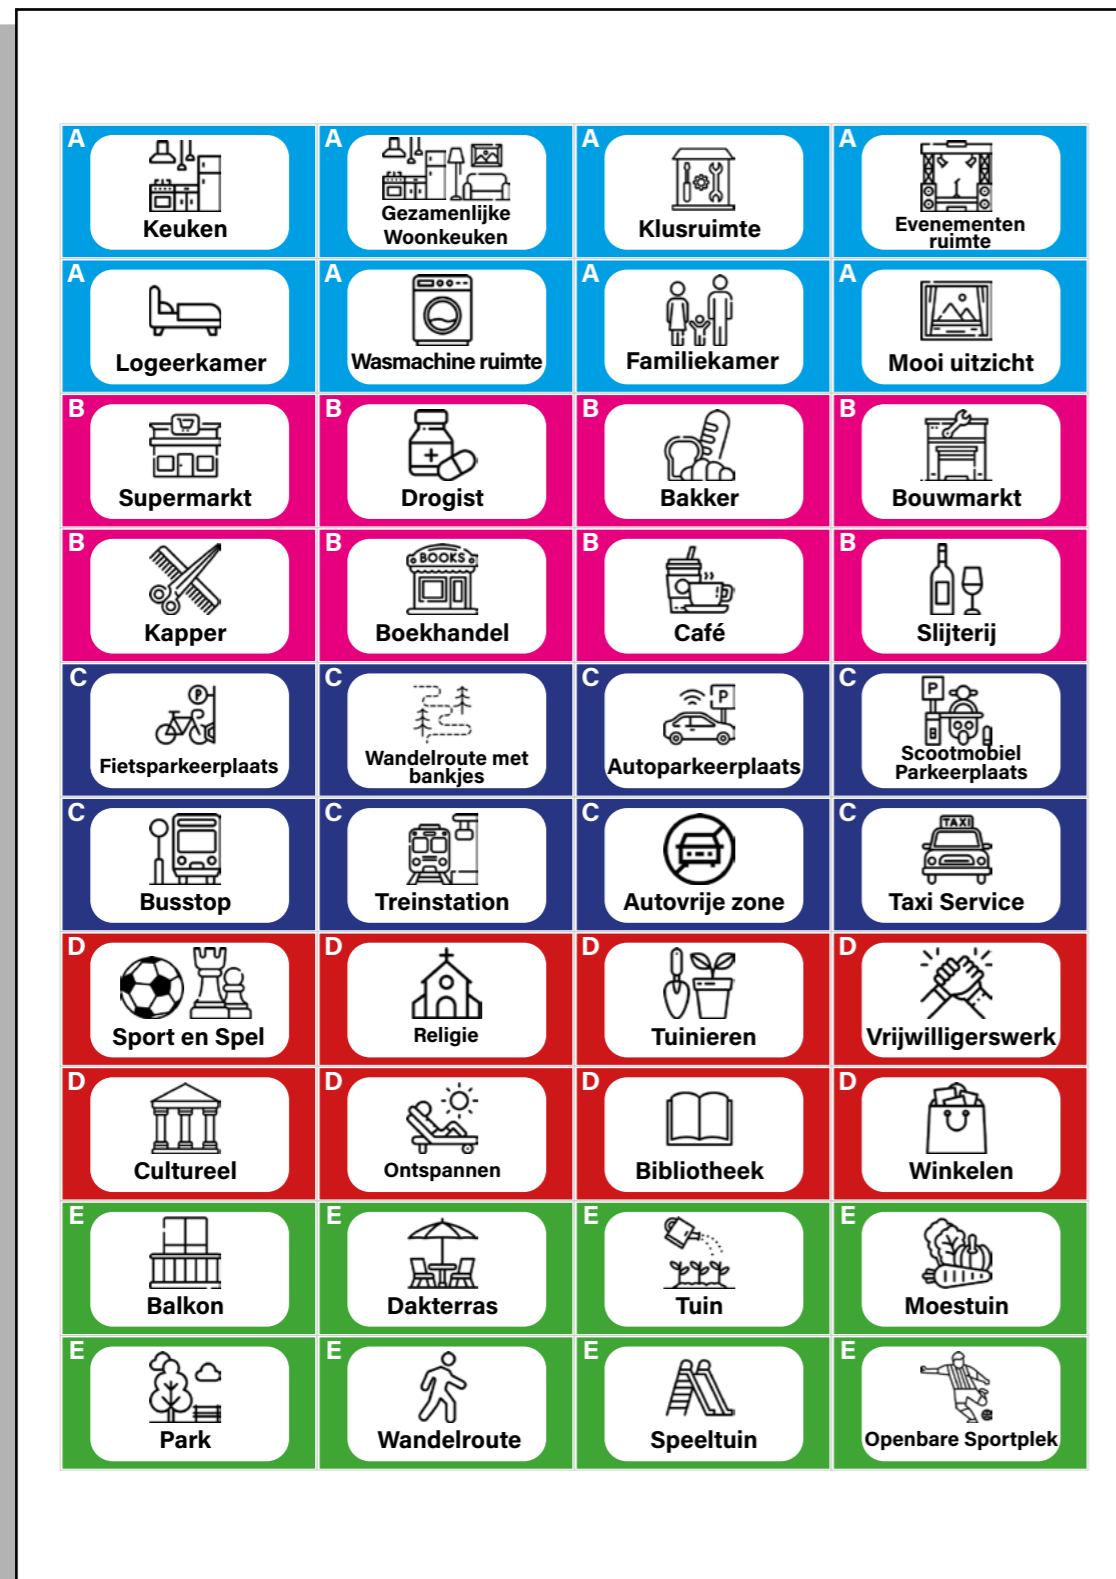 A
Keuken
A
Gezamenlijke
Woonkeuken
A
Klusruimte
A
Evenementen
ruimte
A
Logeerkamer
A
Wasmachine ruimte
A
Familiekamer
A
Mooi uitzicht
B
Supermarkt
B
Drogist
B
Bakker
B
Bouwmarkt
B
Kapper
B
BOOKS
Boekhandel
B
Café
B
Slijterij
C
P
Fietsparkeerplaats
C
Wandelroute met
bankjes
C
P
Autoparkeerplaats
C
P
Scootmobiel
Parkeerplaats
C
Busstop
C
Treinstation
C
Autovrije zone
C
TAXI
Taxi Service
D
Sport en Spel
D
Religie
D
Tuinieren
D
Vrijwilligerswerk
D
Cultureel
D
Ontspannen
D
Bibliotheek
D
Winkelen
E
Balkon
E
Dakterras
E
Tuin
E
Moestuin
E
Park
E
Wandelroute
E
Speeltuin
E
Openbare Sportplek